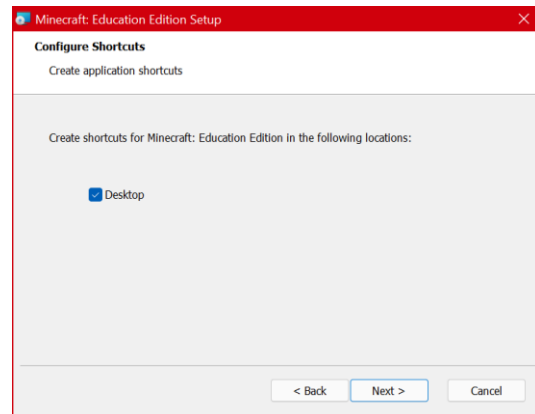 Minecraft: Education Edition Setup
Configure Shortcuts
Create application shortcuts
Create shortcuts for Minecraft: Education Edition in the following locations:
Desktop
< Back Next > Cancel